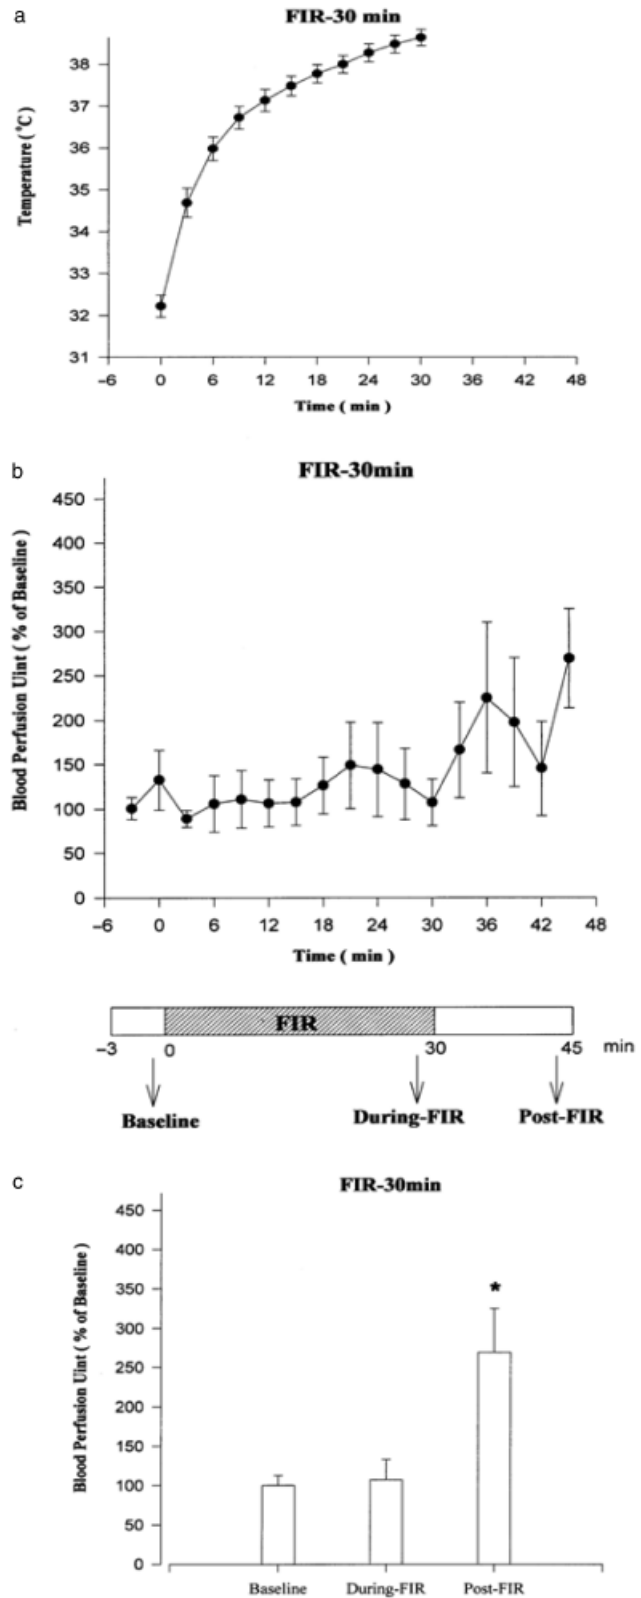 a
FIR-30 min
Temperature ( °C )
38
37
36
35
34
33
32
31
-6 0 6 12 18 24 30 36 42 48
Time ( min )
b
FIR-30min
Blood Perfusion Uint ( % of Baseline )
450
400
350
300
250
200
150
100
50
0
-6 0 6 12 18 24 30 36 42 48
Time ( min )
FIR
-3 0 30 45 min
Baseline During-FIR Post-FIR
c
FIR-30min
Blood Perfusion Uint ( % of Baseline )
450
400
350
300
250
200
150
100
50
0
*
Baseline During-FIR Post-FIR